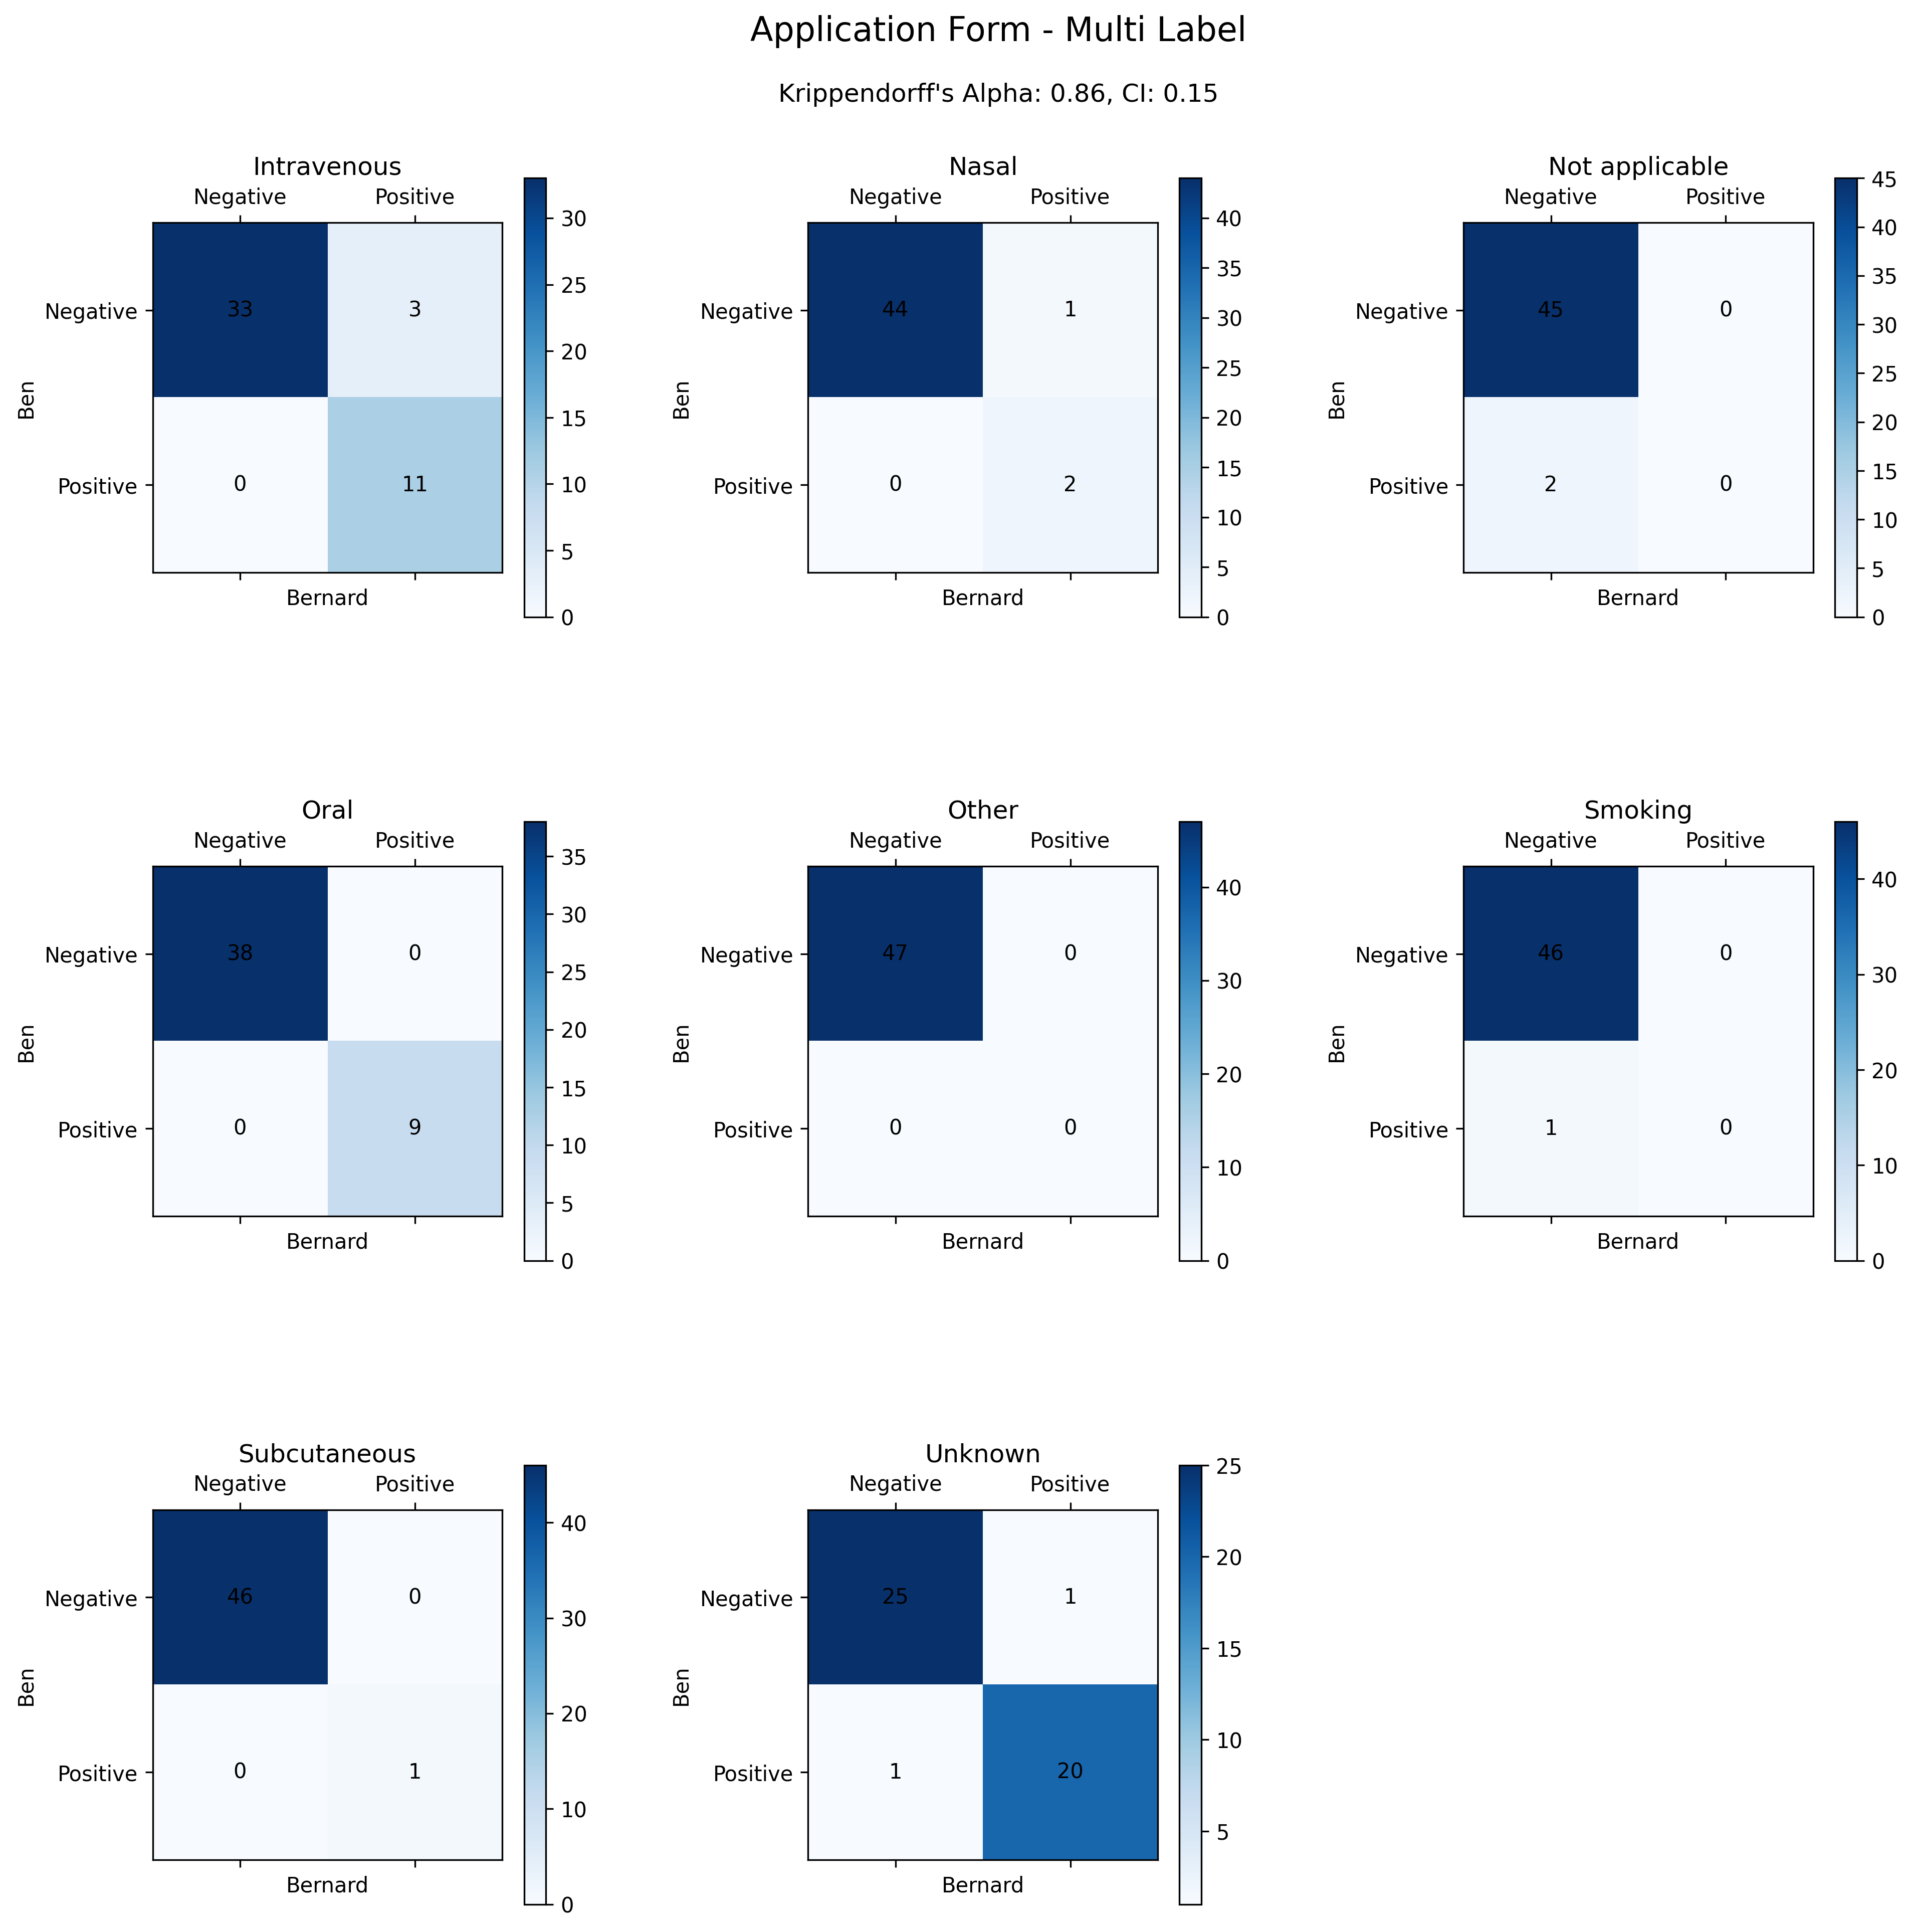 Application Form - Multi Label
Krippendorff's Alpha: 0.86, CI: 0.15
Intravenous
Negative Positive
Negative 33 3
Positive 0 11
Ben
Bernard
30
25
20
15
10
5
0
Nasal
Negative Positive
Negative 44 1
Positive 0 2
Ben
Bernard
40
35
30
25
20
15
10
5
0
Not applicable
Negative Positive
Negative 45 0
Positive 2 0
Ben
Bernard
45
40
35
30
25
20
15
10
5
0
Oral
Negative Positive
Negative 38 0
Positive 0 9
Ben
Bernard
35
30
25
20
15
10
5
0
Other
Negative Positive
Negative 47 0
Positive 0 0
Ben
Bernard
40
30
20
10
0
Smoking
Negative Positive
Negative 46 0
Positive 1 0
Ben
Bernard
40
30
20
10
0
Subcutaneous
Negative Positive
Negative 46 0
Positive 0 1
Ben
Bernard
40
30
20
10
0
Unknown
Negative Positive
Negative 25 1
Positive 1 20
Ben
Bernard
25
20
15
10
5